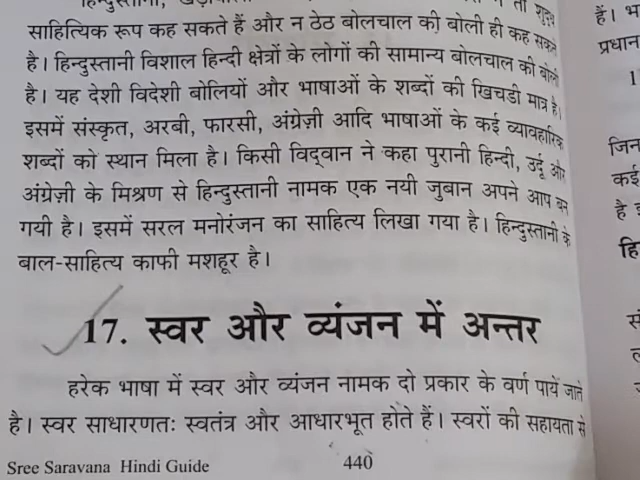 साहित्यिक रूप कह सकते हैं और न ठेठ बोलचाल की बोली ही कह सकते
है। हिन्दुस्तानी विशाल हिन्दी क्षेत्रों के लोगों की सामान्य बोलचाल की बोली
है। यह देशी विदेशी बोलियों और भाषाओं के शब्दों की खिचडी मात्र है।
इसमें संस्कृत, अरबी, फारसी, अंग्रेज़ी आदि भाषाओं के कई व्यावहारिक
शब्दों को स्थान मिला है। किसी विद्वान ने कहा पुरानी हिन्दी, उर्दू और
अंग्रेज़ी के मिश्रण से हिन्दुस्तानी नामक एक नयी जुबान अपने आप बन
गयी है। इसमें सरल मनोरंजन का साहित्य लिखा गया है। हिन्दुस्तानी के
बाल-साहित्य काफी मशहूर है।
17. स्वर और व्यंजन में अन्तर
हरेक भाषा में स्वर और व्यंजन नामक दो प्रकार के वर्ण पायें जाते
है। स्वर साधारणतः स्वतंत्र और आधारभूत होते हैं। स्वरों की सहायता से
Sree Saravana Hindi Guide 440
हैं।
प्रधान
1
जिन
कई
है